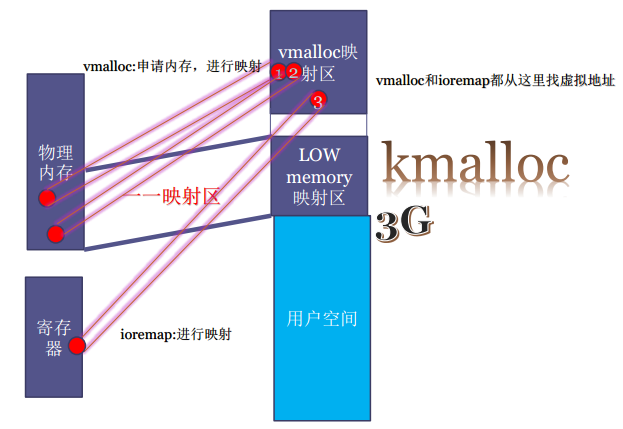 vmalloc映
射区
vmalloc:申请内存，进行映射
1 2
3
vmalloc和ioremap都从这里找虚拟地址
物理
内存
LOW
memory
映射区
kmalloc
一一映射区
3G
寄存
器
用户空间
ioremap:进行映射